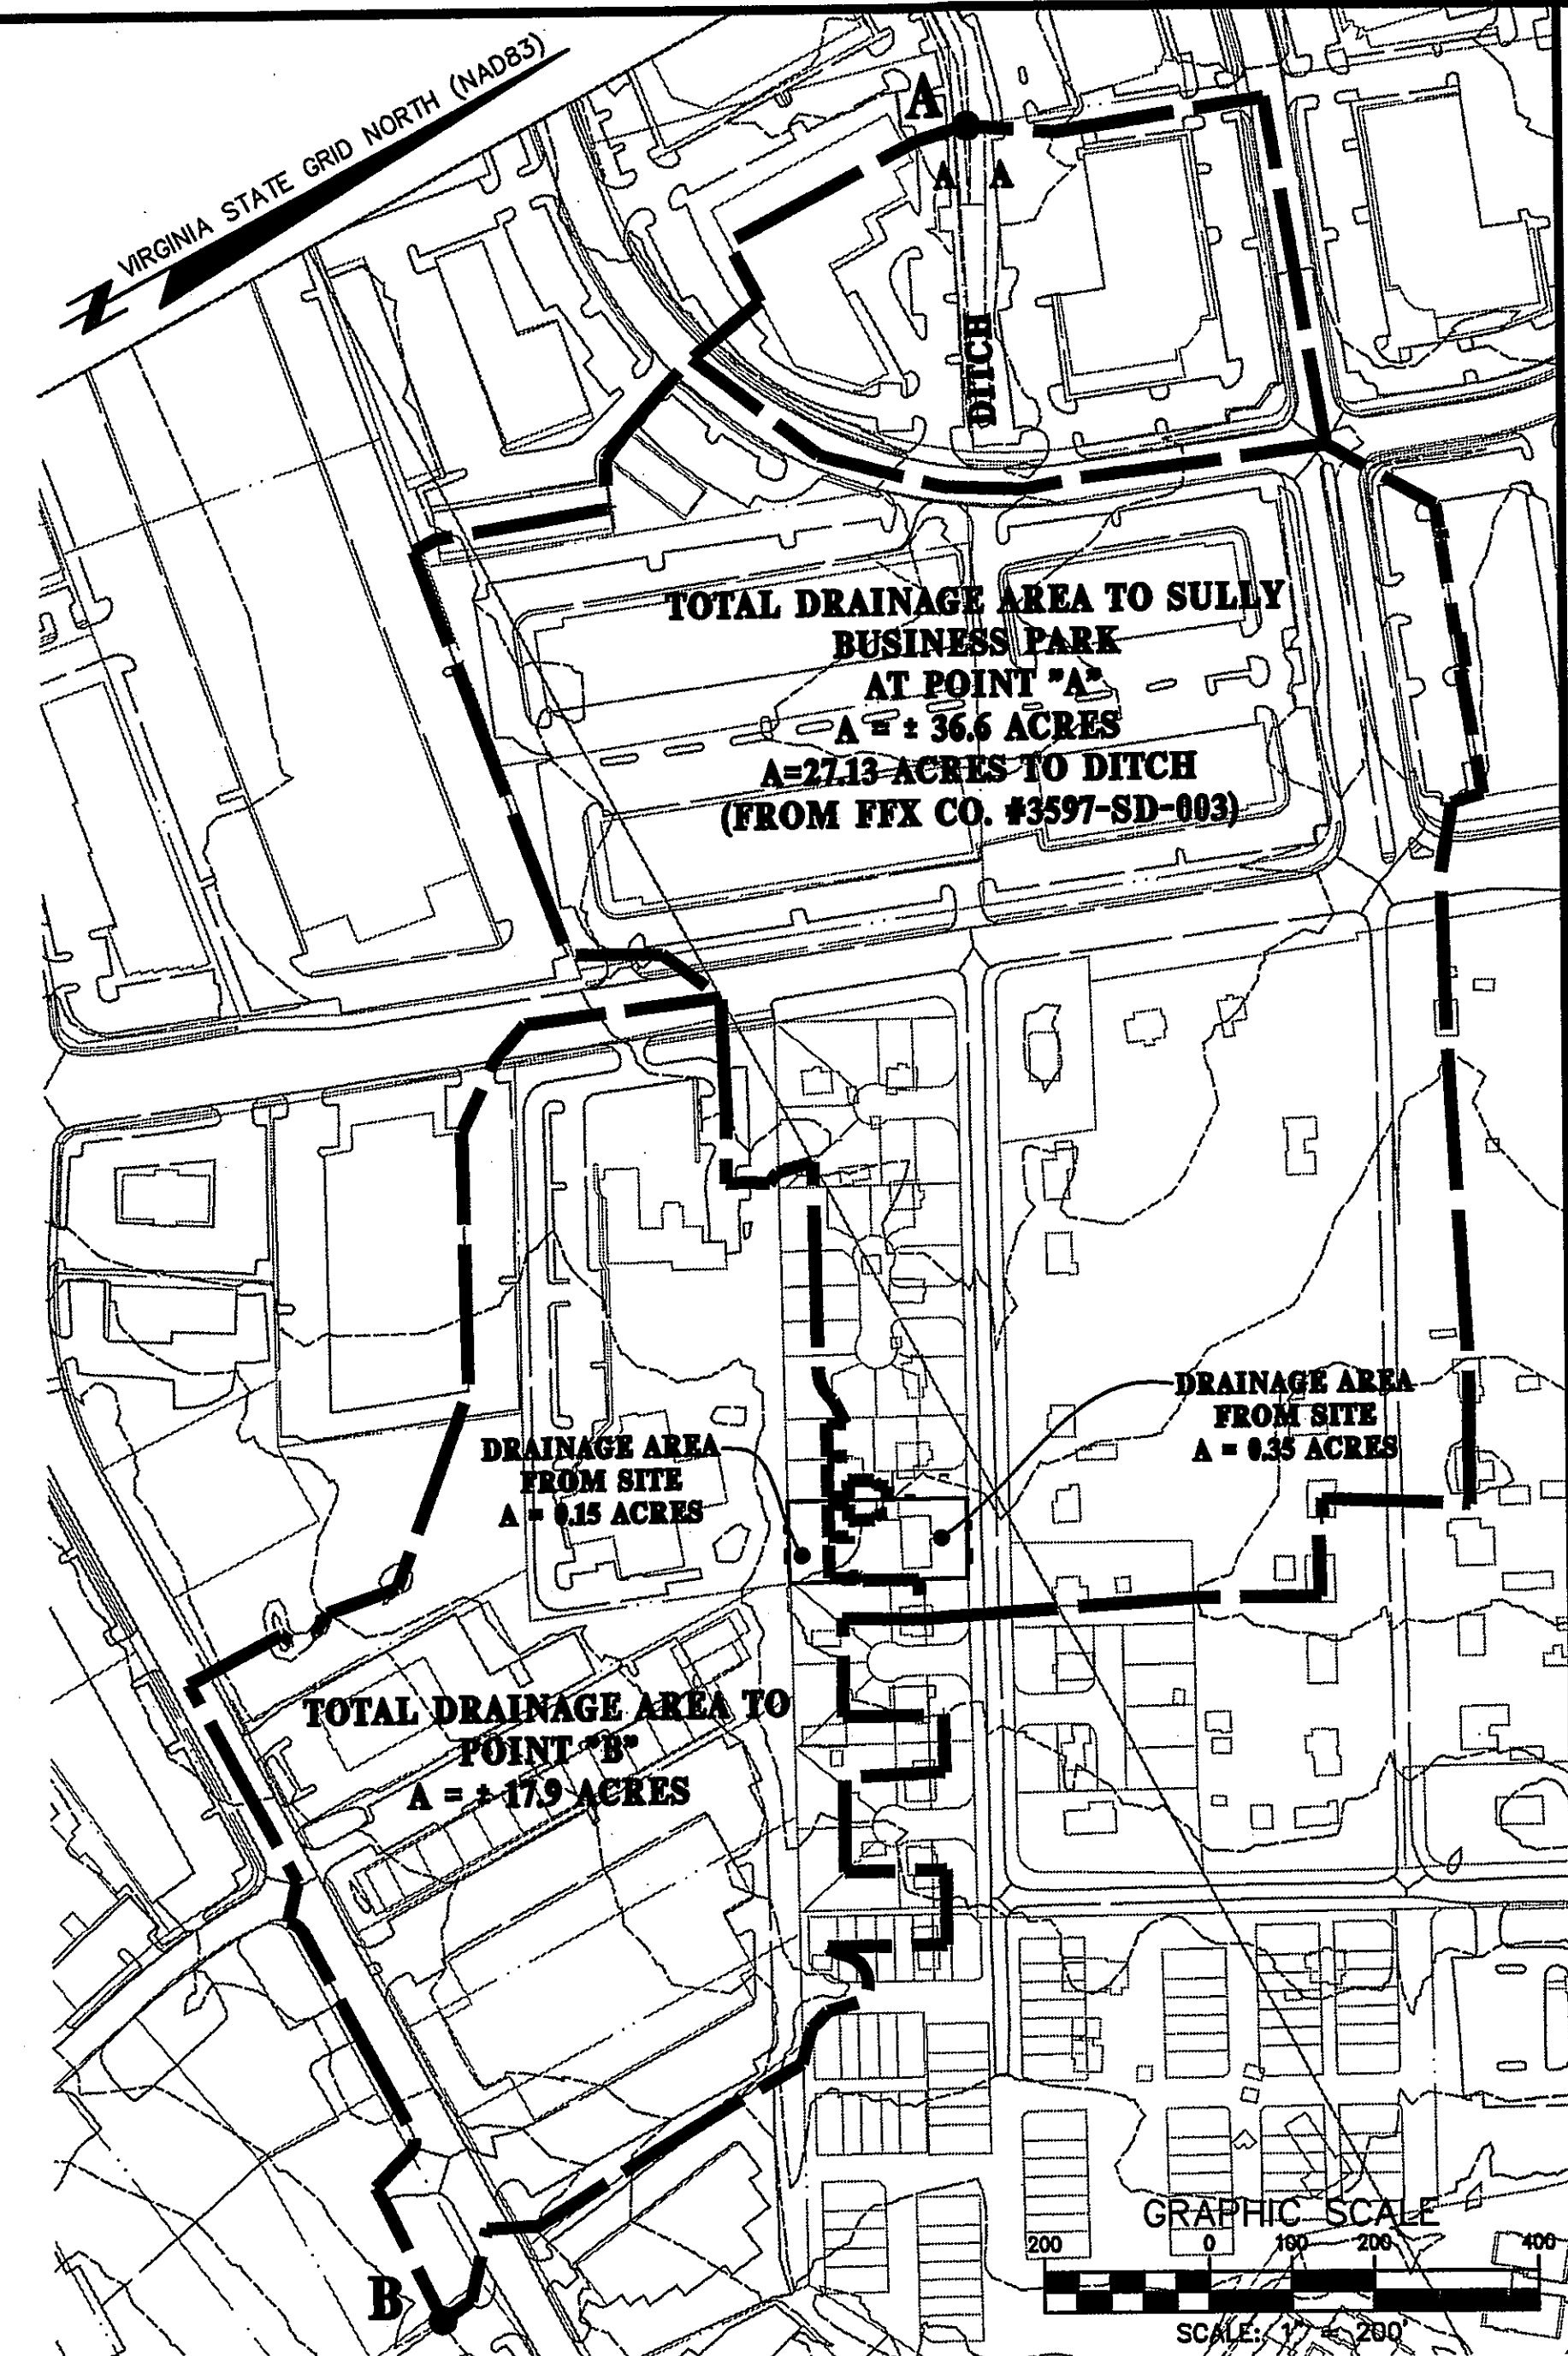 VIRGINIA STATE GRID NORTH (NAD83)
A
A A
DITCH
TOTAL DRAINAGE AREA TO SULLY
BUSINESS PARK
AT POINT "A"
A = ± 36.6 ACRES
A=27.13 ACRES TO DITCH
(FROM FFX CO. #3597-SD-003)
DRAINAGE AREA
FROM SITE
A = 0.35 ACRES
DRAINAGE AREA
FROM SITE
A = 0.15 ACRES
TOTAL DRAINAGE AREA TO
POINT "B"
A = ± 17.9 ACRES
B
GRAPHIC SCALE
200 0 100 200 400
SCALE: 1" = 200'